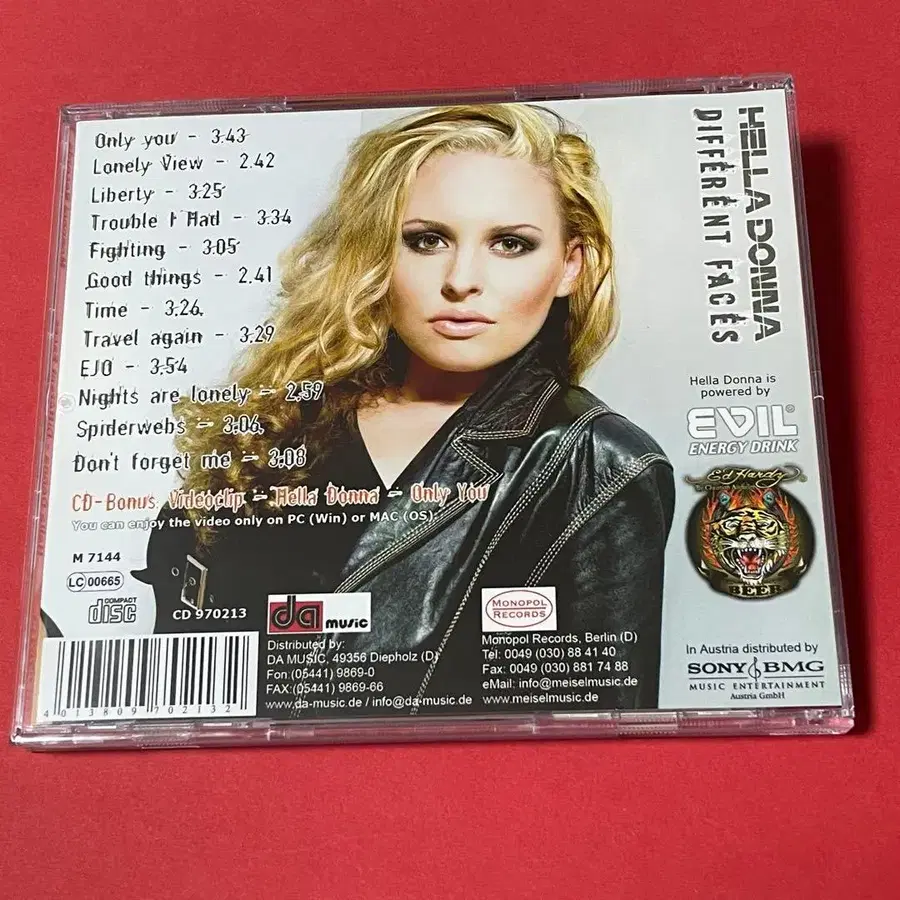 Only you - 3.43
Lonely View - 2.42
Liberty - 3.25
Trouble I Had - 3.34
Fighting - 3.05
Good things - 2.41
Time - 3.26
Travel again - 3.29
EJO - 3.54
Nights are lonely - 2.59
Spiderwebs - 3.06
Don't forget me - 3.08
CD-Bonus: Videoclip - Hella Donna - Only You
You can enjoy the video only on PC (Win) or MAC (OS).
M 7144
LC 00665
COMPACT
disc
CD 970213
4 013809 702132
da music
Distributed by:
DA MUSIC, 49356 Diepholz (D)
Fon:(05441) 9869-0
FAX:(05441) 9869-66
www.da-music.de / info@da-music.de
MONOPOL
RECORDS
Monopol Records, Berlin (D)
Tel: 0049 (030) 88 41 40
Fax: 0049 (030) 881 74 88
eMail: info@meiselmusic.de
www.meiselmusic.de
HELLA DONNA
DIFFERENT FACES
Hella Donna is
powered by
EVIL®
ENERGY DRINK
Ed Hardy
BEER
In Austria distributed by
SONY BMG
MUSIC ENTERTAINMENT
Austria GmbH